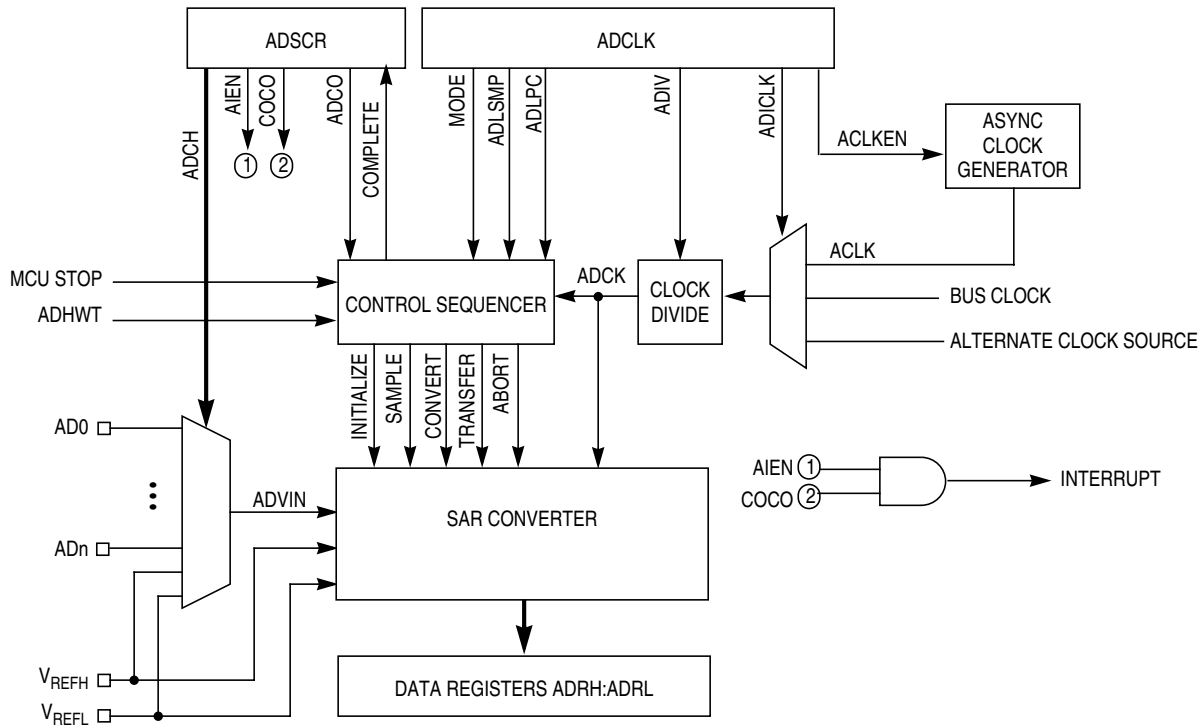 ADSCR
ADCLK
ADCH
AIEN
COCO
ADCO
COMPLETE
MODE
ADLSMP
ADLPC
ADIV
ADICLK
ACLKEN
ASYNC
CLOCK
GENERATOR
1
2
MCU STOP
ADHWT
CONTROL SEQUENCER
ADCK
CLOCK
DIVIDE
ACLK
BUS CLOCK
ALTERNATE CLOCK SOURCE
INITIALIZE
SAMPLE
CONVERT
TRANSFER
ABORT
AD0
ADn
ADVIN
SAR CONVERTER
AIEN 1
COCO 2
INTERRUPT
VREFH
VREFL
DATA REGISTERS ADRH:ADRL